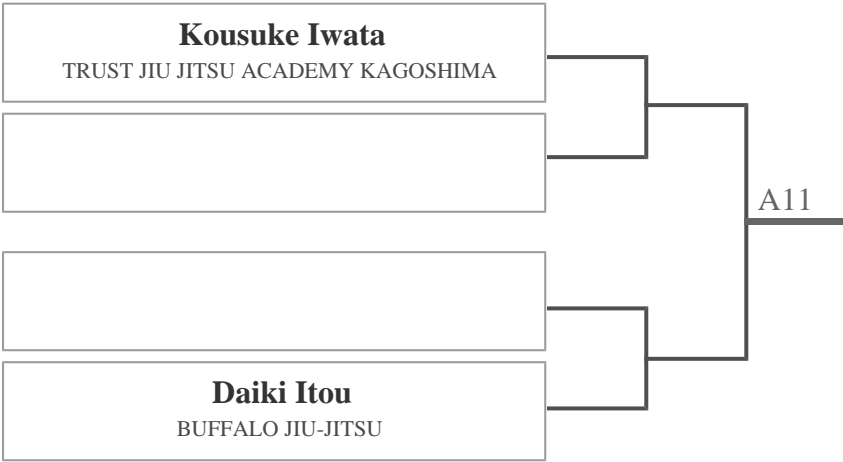 Kousuke Iwata
TRUST JIU JITSU ACADEMY KAGOSHIMA
A11
Daiki Itou
BUFFALO JIU-JITSU